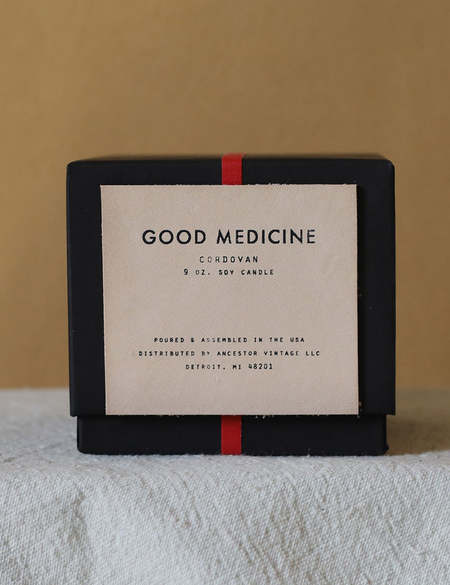 GOOD MEDICINE
CORDOVAN
9 OZ. SOY CANDLE
POURED & ASSEMBLED IN THE USA
DISTRIBUTED BY ANCESTOR VINTAGE LLC
DETROIT, MI 48201